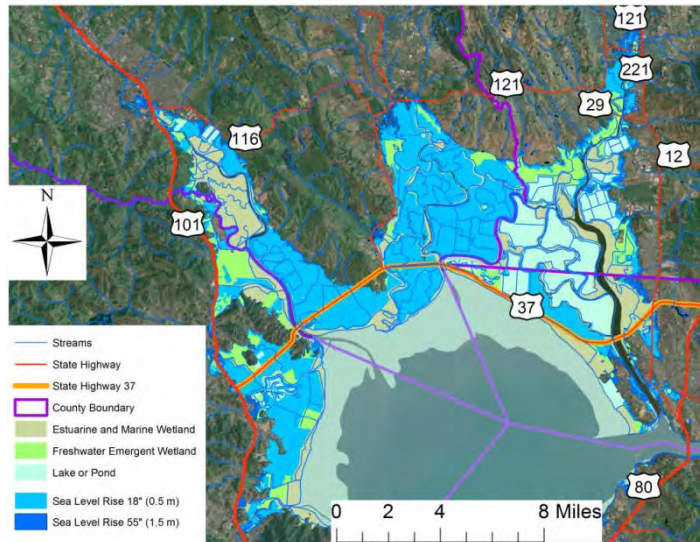 121
221
121
29
116
12
N
101
37
Streams
State Highway
State Highway 37
County Boundary
Estuarine and Marine Wetland
Freshwater Emergent Wetland
Lake or Pond
Sea Level Rise 18" (0.5 m)
Sea Level Rise 55" (1.5 m)
80
0 2 4 8 Miles